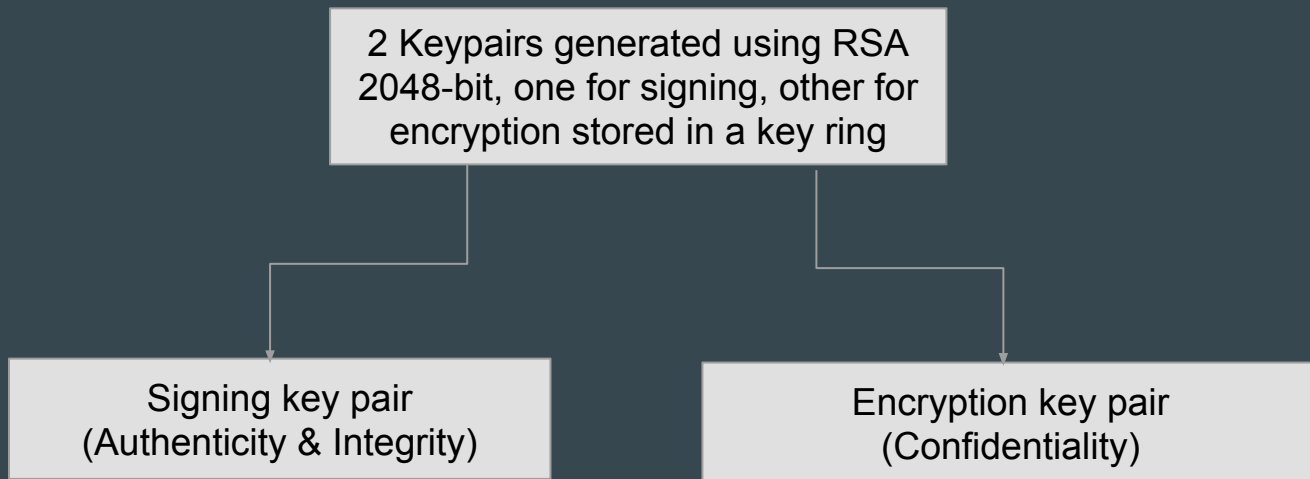 2 Keypairs generated using RSA
2048-bit, one for signing, other for
encryption stored in a key ring
Signing key pair
(Authenticity & Integrity)
Encryption key pair
(Confidentiality)